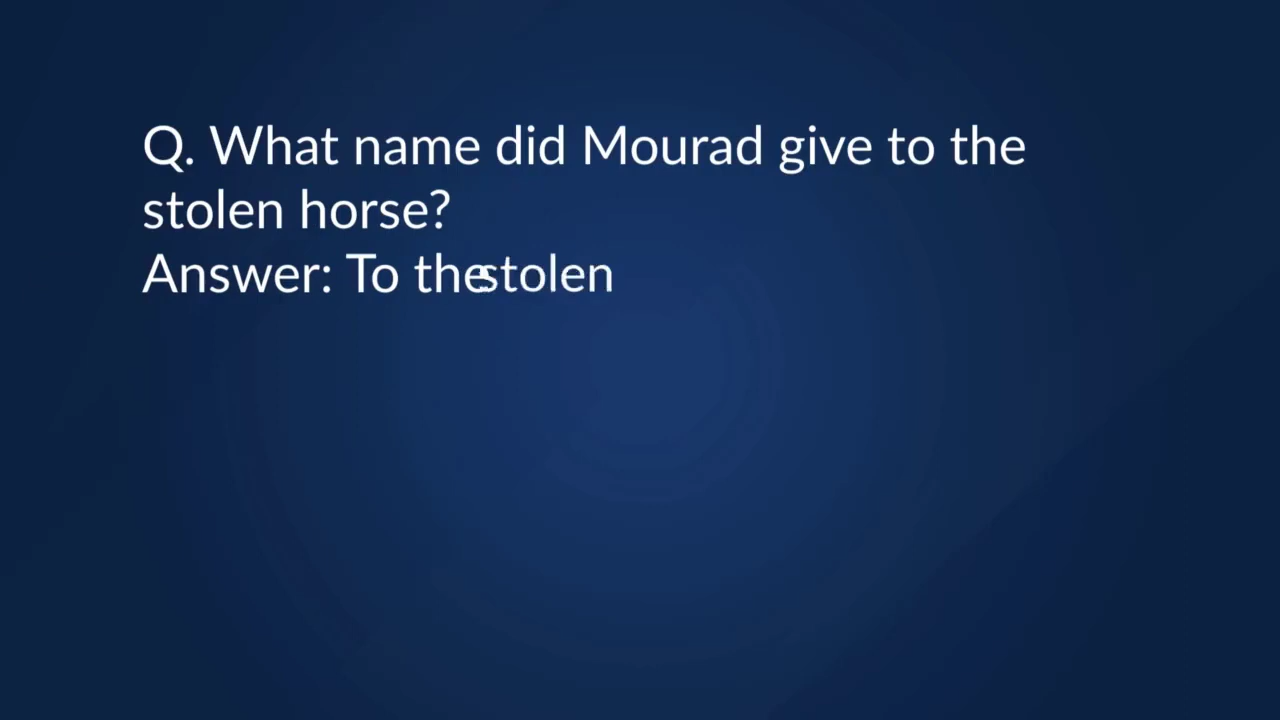 Q. What name did Mourad give to the
stolen horse?
Answer: To the stolen